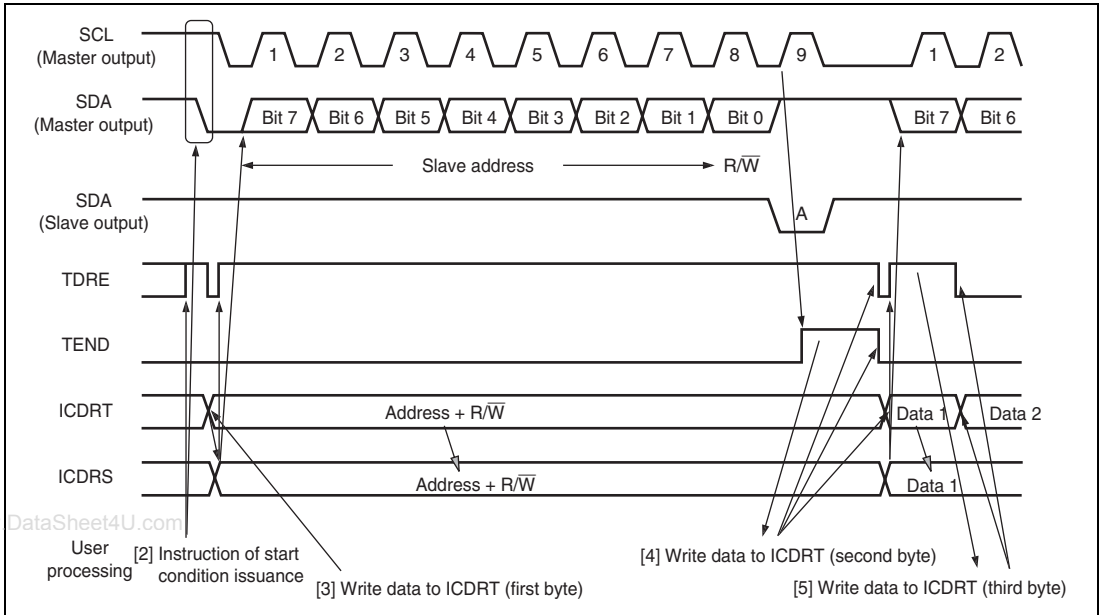 SCL
(Master output)
1 2 3 4 5 6 7 8 9 1 2
SDA
(Master output)
Bit 7 Bit 6 Bit 5 Bit 4 Bit 3 Bit 2 Bit 1 Bit 0 Bit 7 Bit 6
Slave address R/W̅
SDA
(Slave output)
A
TDRE
TEND
ICDRT
Address + R/W̅ Data 1 Data 2
ICDRS
Address + R/W̅ Data 1
DataSheet4U.com
User
processing
[2] Instruction of start
condition issuance
[3] Write data to ICDRT (first byte)
[4] Write data to ICDRT (second byte)
[5] Write data to ICDRT (third byte)